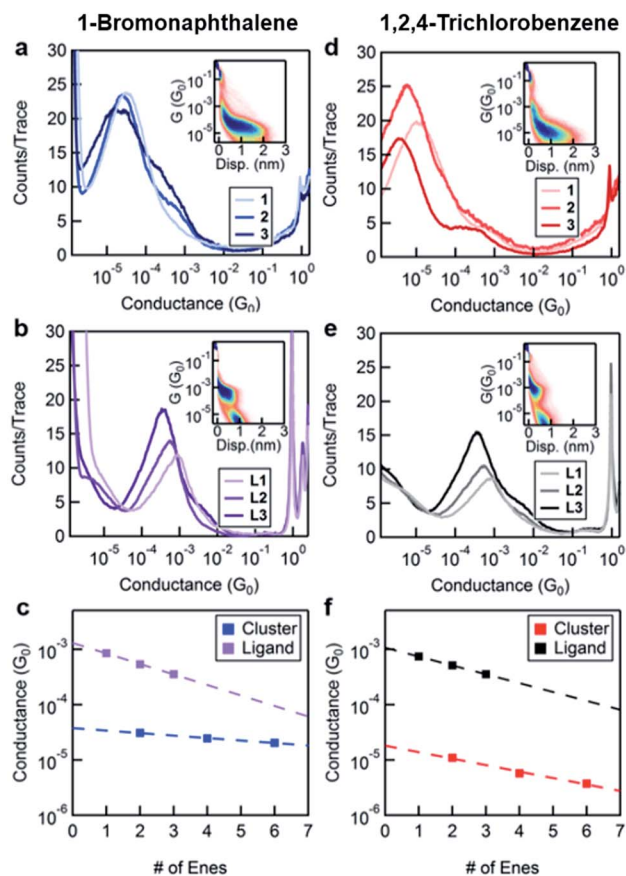 1-Bromonaphthalene
1,2,4-Trichlorobenzene
a
30
25
20
15
10
5
0
Counts/Trace
10⁻⁵ 10⁻⁴ 10⁻³ 10⁻² 10⁻¹ 10⁰
Conductance (G₀)
G (G₀)
10⁻¹
10⁻³
10⁻⁵
0 1 2 3
Disp. (nm)
1
2
3
d
30
25
20
15
10
5
0
Counts/Trace
10⁻⁵ 10⁻⁴ 10⁻³ 10⁻² 10⁻¹ 10⁰
Conductance (G₀)
G(G₀)
10⁻¹
10⁻³
10⁻⁵
0 1 2 3
Disp. (nm)
1
2
3
b
30
25
20
15
10
5
0
Counts/Trace
10⁻⁵ 10⁻⁴ 10⁻³ 10⁻² 10⁻¹ 10⁰
Conductance (G₀)
G (G₀)
10⁻¹
10⁻³
10⁻⁵
0 1 2 3
Disp.(nm)
L1
L2
L3
e
30
25
20
15
10
5
0
Counts/Trace
10⁻⁵ 10⁻⁴ 10⁻³ 10⁻² 10⁻¹ 10⁰
Conductance (G₀)
G(G₀)
10⁻¹
10⁻³
10⁻⁵
0 1 2 3
Disp.(nm)
L1
L2
L3
c
Conductance (G₀)
10⁻³
10⁻⁴
10⁻⁵
10⁻⁶
0 1 2 3 4 5 6 7
# of Enes
Cluster
Ligand
f
Conductance (G₀)
10⁻³
10⁻⁴
10⁻⁵
10⁻⁶
0 1 2 3 4 5 6 7
# of Enes
Cluster
Ligand